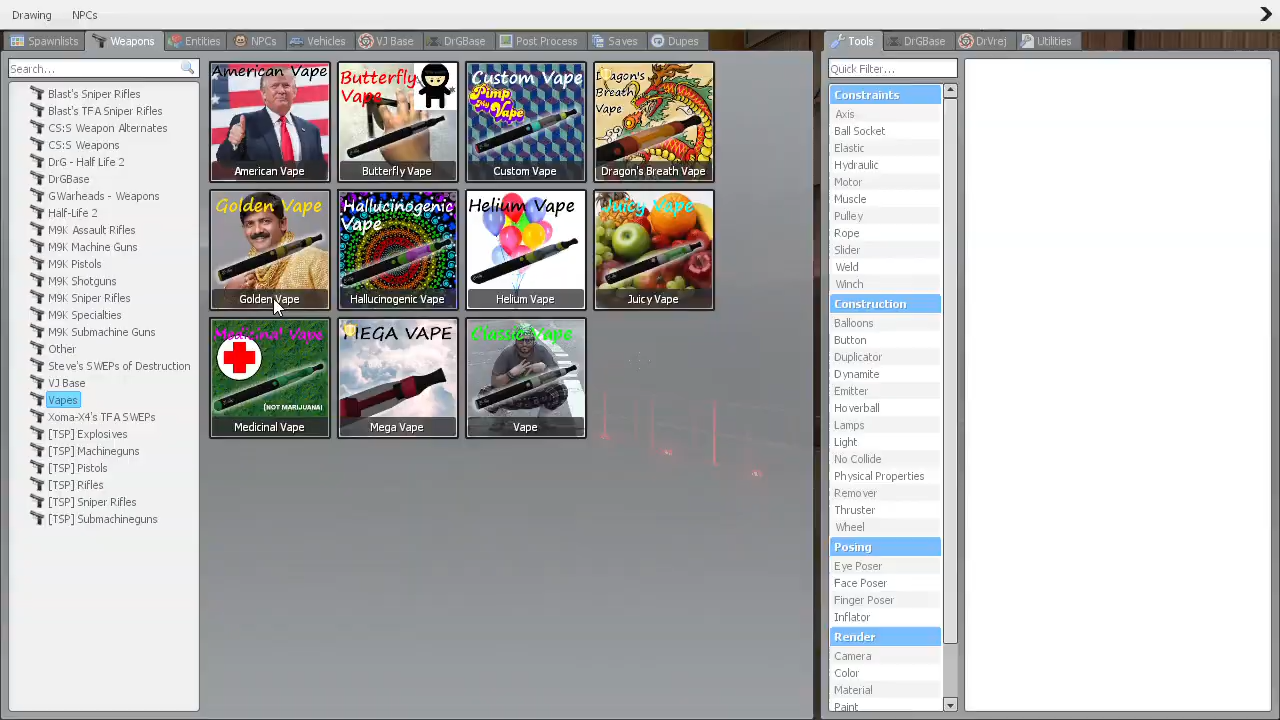 Drawing NPCs
Spawnlists Weapons Entities NPCs Vehicles VJ Base DrGBase Post Process Saves Dupes
Tools DrGBase DrVrej Utilities
Search...
Blast's Sniper Rifles
Blast's TFA Sniper Rifles
CS:S Weapon Alternates
CS:S Weapons
DrG - Half Life 2
DrGBase
GWarheads - Weapons
Half-Life 2
M9K Assault Rifles
M9K Machine Guns
M9K Pistols
M9K Shotguns
M9K Sniper Rifles
M9K Specialties
M9K Submachine Guns
Other
Steve's SWEPs of Destruction
VJ Base
Vapes
Xoma-X4's TFA SWEPs
[TSP] Explosives
[TSP] Machineguns
[TSP] Pistols
[TSP] Rifles
[TSP] Sniper Rifles
[TSP] Submachineguns
American Vape
American Vape
Butterfly
Vape
Butterfly Vape
Custom Vape
Pimp
My
Vape
Custom Vape
Dragon's
Breath
Vape
Dragon's Breath Vape
Golden Vape
Golden Vape
Hallucinogenic
Vape
Hallucinogenic Vape
Helium Vape
Helium Vape
Juicy Vape
Juicy Vape
Medicinal Vape
(NOT MARIJUANA)
Medicinal Vape
MEGA VAPE
Mega Vape
Classic Vape
Vape
Quick Filter...
Constraints
Axis
Ball Socket
Elastic
Hydraulic
Motor
Muscle
Pulley
Rope
Slider
Weld
Winch
Construction
Balloons
Button
Duplicator
Dynamite
Emitter
Hoverball
Lamps
Light
No Collide
Physical Properties
Remover
Thruster
Wheel
Posing
Eye Poser
Face Poser
Finger Poser
Inflator
Render
Camera
Color
Material
Paint